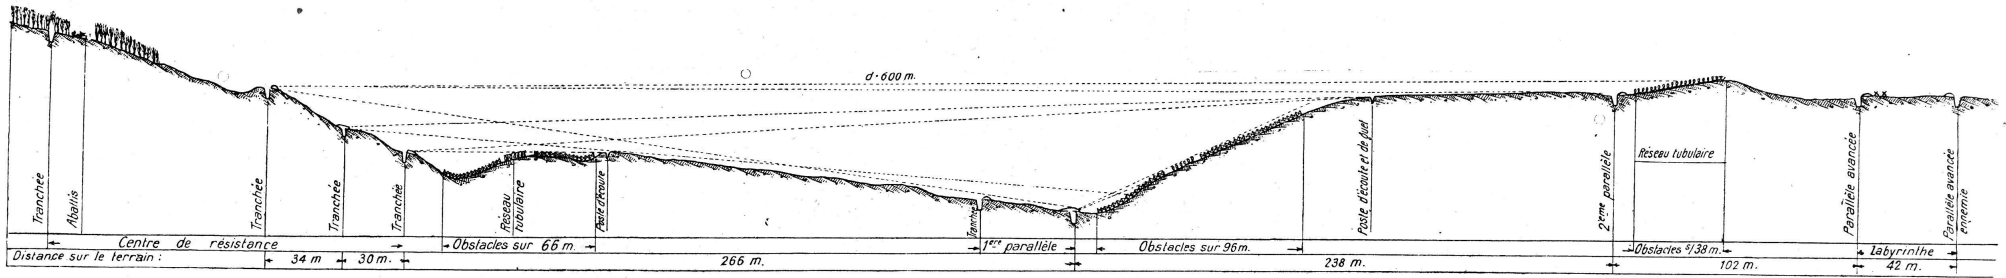 d=600 m.
Tranchée
Abattis
Tranchée
Tranchée
Tranchée
Réseau
tubulaire
Poste d'écoute
Tranchée
Poste d'écoute et de guet
2ème parallèle
Réseau tubulaire
Parallèle avancée
Parallèle avancée
ennemie
Centre de résistance
Obstacles sur 66 m.
1ere parallèle
Obstacles sur 96 m.
Obstacles s/38 m.
labyrinthe
Distance sur le terrain :
34 m
30 m.
266 m.
238 m.
102 m.
42 m.